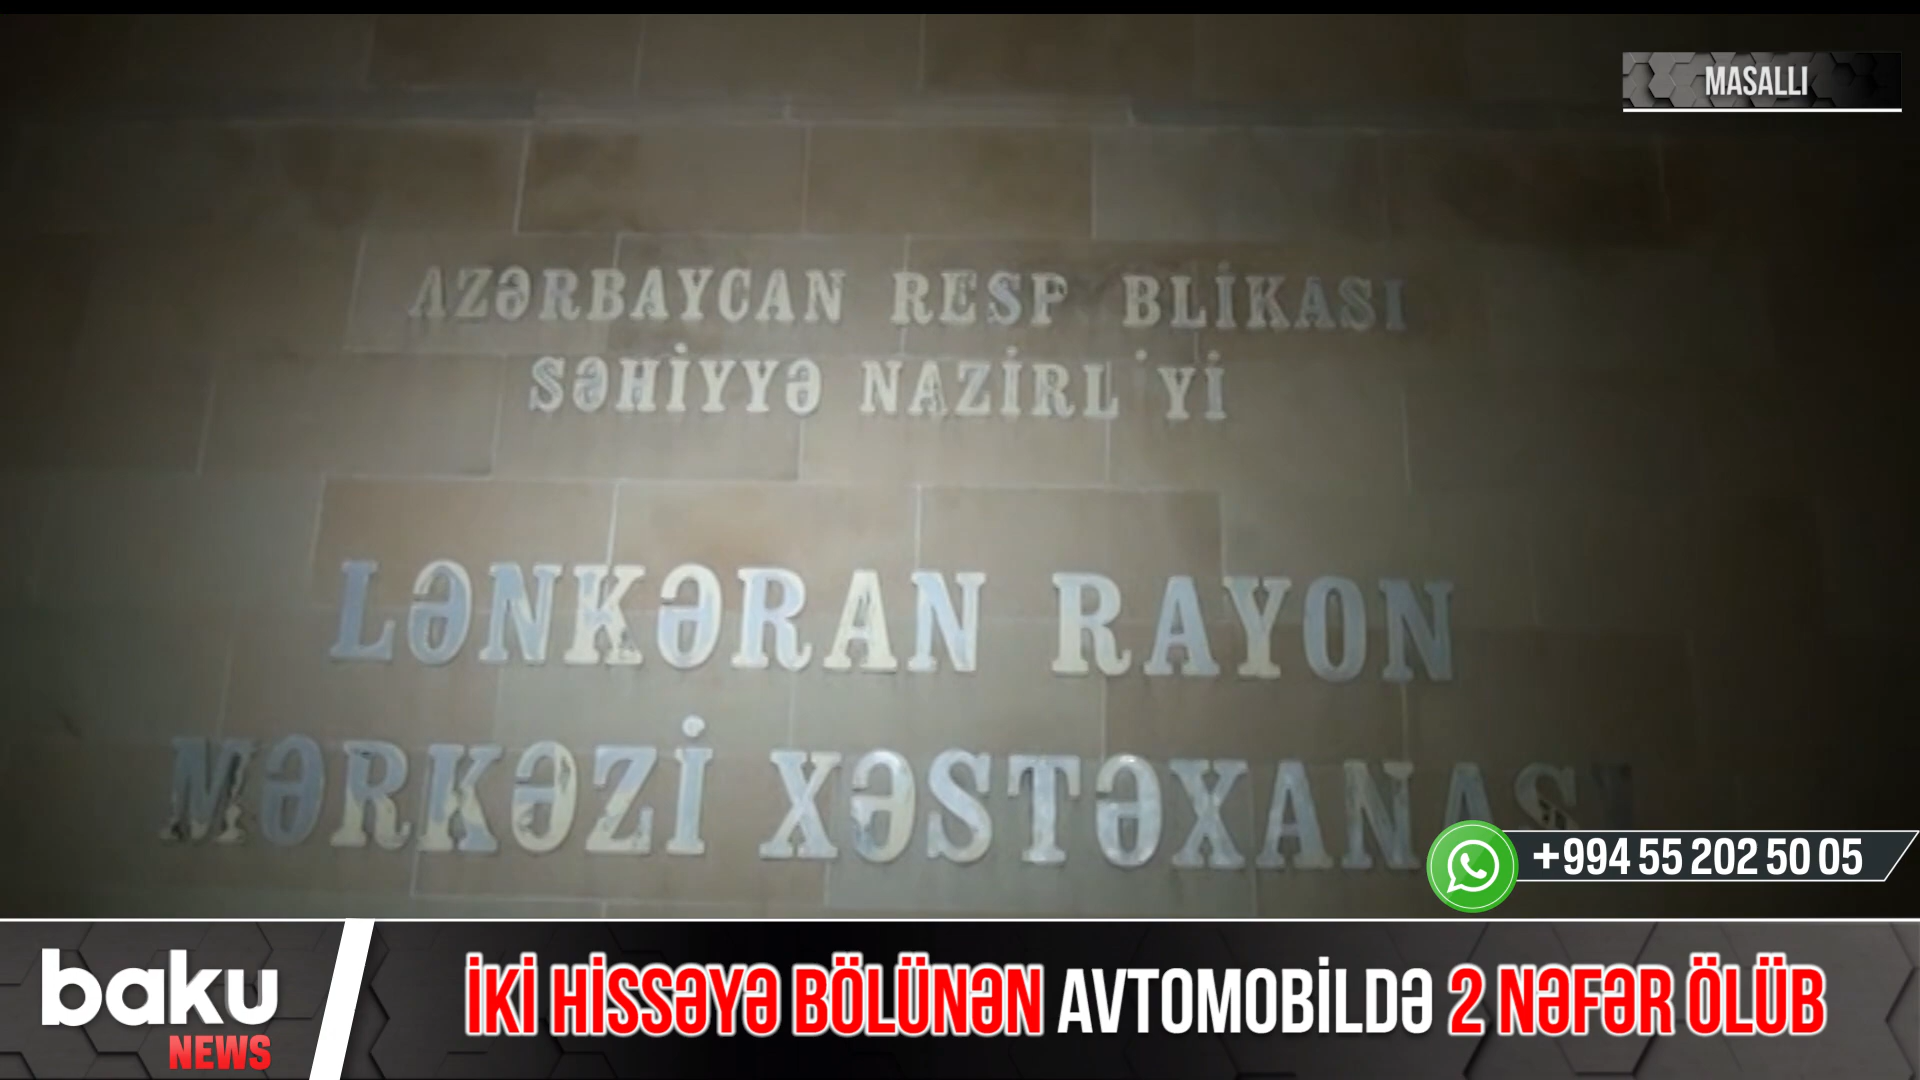 MASALLI
AZƏRBAYCAN RESP BLİKASI
SƏHİYYƏ NAZİRL Yİ
LƏNKƏRAN RAYON
MƏRKƏZİ XƏSTƏXANASI
+994 55 202 50 05
baku
NEWS
İKİ HİSSƏYƏ BÖLÜNƏN AVTOMOBİLDƏ 2 NƏFƏR ÖLÜB